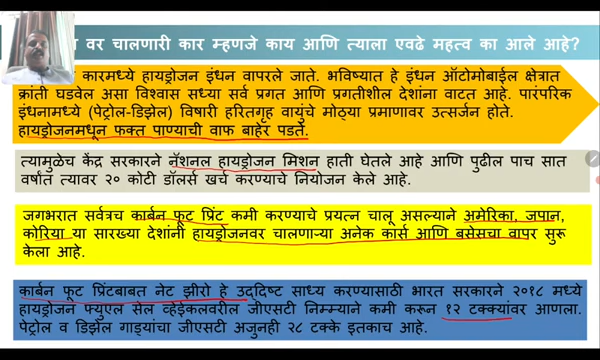 वर चालणारी कार म्हणजे काय आणि त्याला एवढे महत्व का आले आहे?
कारमध्ये हायड्रोजन इंधन वापरले जाते. भविष्यात हे इंधन ऑटोमोबाईल क्षेत्रात
क्रांती घडवेल असा विश्वास सध्या सर्व प्रगत आणि प्रगतीशील देशांना वाटत आहे. पारंपरिक
इंधनामध्ये (पेट्रोल-डिझेल) विषारी हरितगृह वायुंचे मोठ्या प्रमाणावर उत्सर्जन होते.
हायड्रोजनमधून फक्त पाण्याची वाफ बाहेर पडते.
त्यामुळेच केंद्र सरकारने नॅशनल हायड्रोजन मिशन हाती घेतले आहे आणि पुढील पाच सात
वर्षांत त्यावर २० कोटी डॉलर्स खर्च करण्याचे नियोजन केले आहे.
जगभरात सर्वत्रच कार्बन फूट प्रिंट कमी करण्याचे प्रयत्न चालू असल्याने अमेरिका, जपान,
कोरिया या सारख्या देशांनी हायड्रोजनवर चालणाऱ्या अनेक कार्स आणि बसेसचा वापर सुरू
केला आहे.
कार्बन फूट प्रिंटबाबत नेट झीरो हे उद्दिष्ट साध्य करण्यासाठी भारत सरकारने २०१८ मध्ये
हायड्रोजन फ्युएल सेल व्हेईकलवरील जीएसटी निम्म्याने कमी करून १२ टक्क्यांवर आणला.
पेट्रोल व डिझेल गाड्यांचा जीएसटी अजुनही २८ टक्के इतकाच आहे.